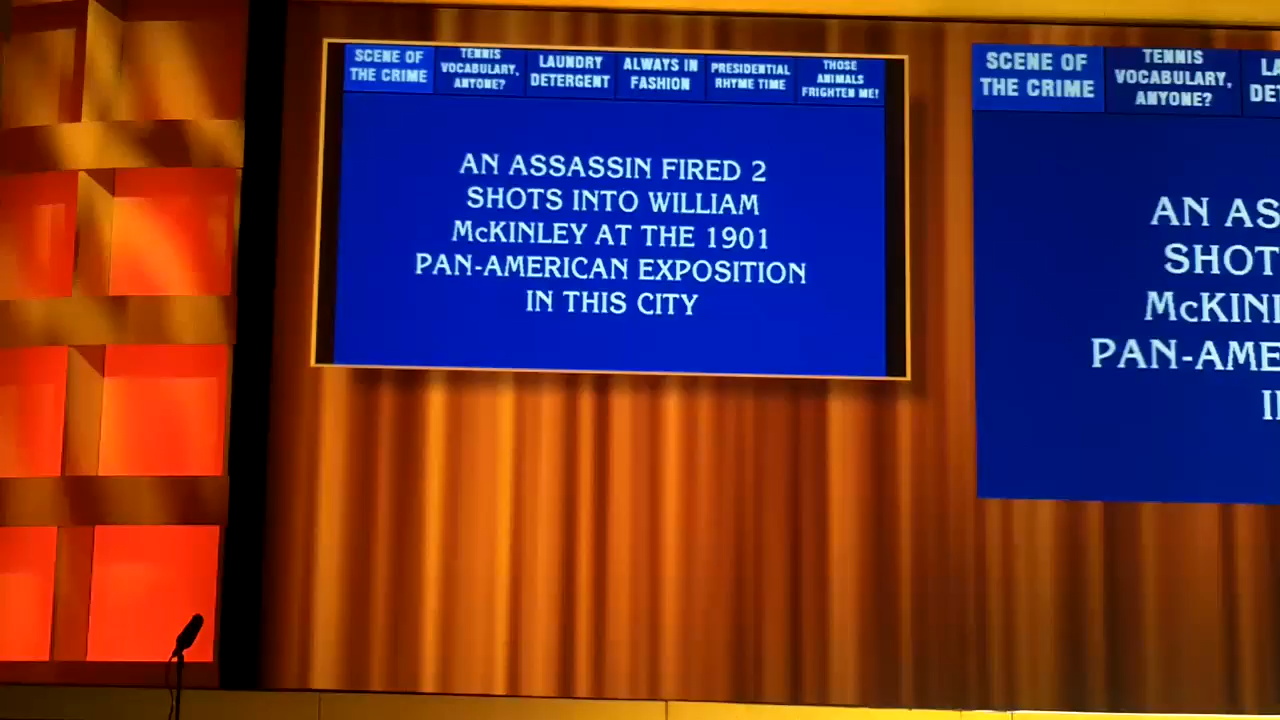 SCENE OF
THE CRIME
TENNIS
VOCABULARY,
ANYONE?
LAUNDRY
DETERGENT
ALWAYS IN
FASHION
PRESIDENTIAL
RHYME TIME
THOSE
ANIMALS
FRIGHTEN ME!
AN ASSASSIN FIRED 2
SHOTS INTO WILLIAM
McKINLEY AT THE 1901
PAN-AMERICAN EXPOSITION
IN THIS CITY
SCENE OF
THE CRIME
TENNIS
VOCABULARY,
ANYONE?
LA
DET
AN AS
SHOT
McKINL
PAN-AME
I